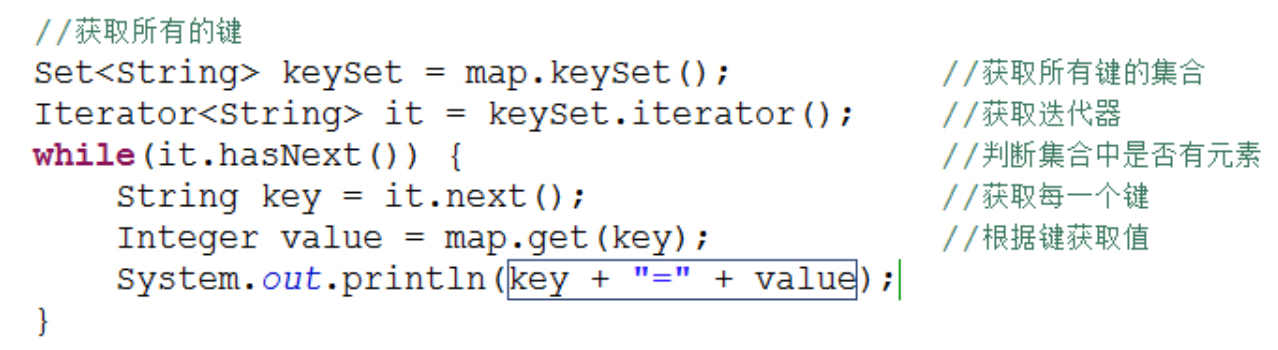 //获取所有的键
Set<String> keySet = map.keySet(); //获取所有键的集合
Iterator<String> it = keySet.iterator(); //获取迭代器
while(it.hasNext()) { //判断集合中是否有元素
    String key = it.next(); //获取每一个键
    Integer value = map.get(key); //根据键获取值
    System.out.println(key + "=" + value);
}